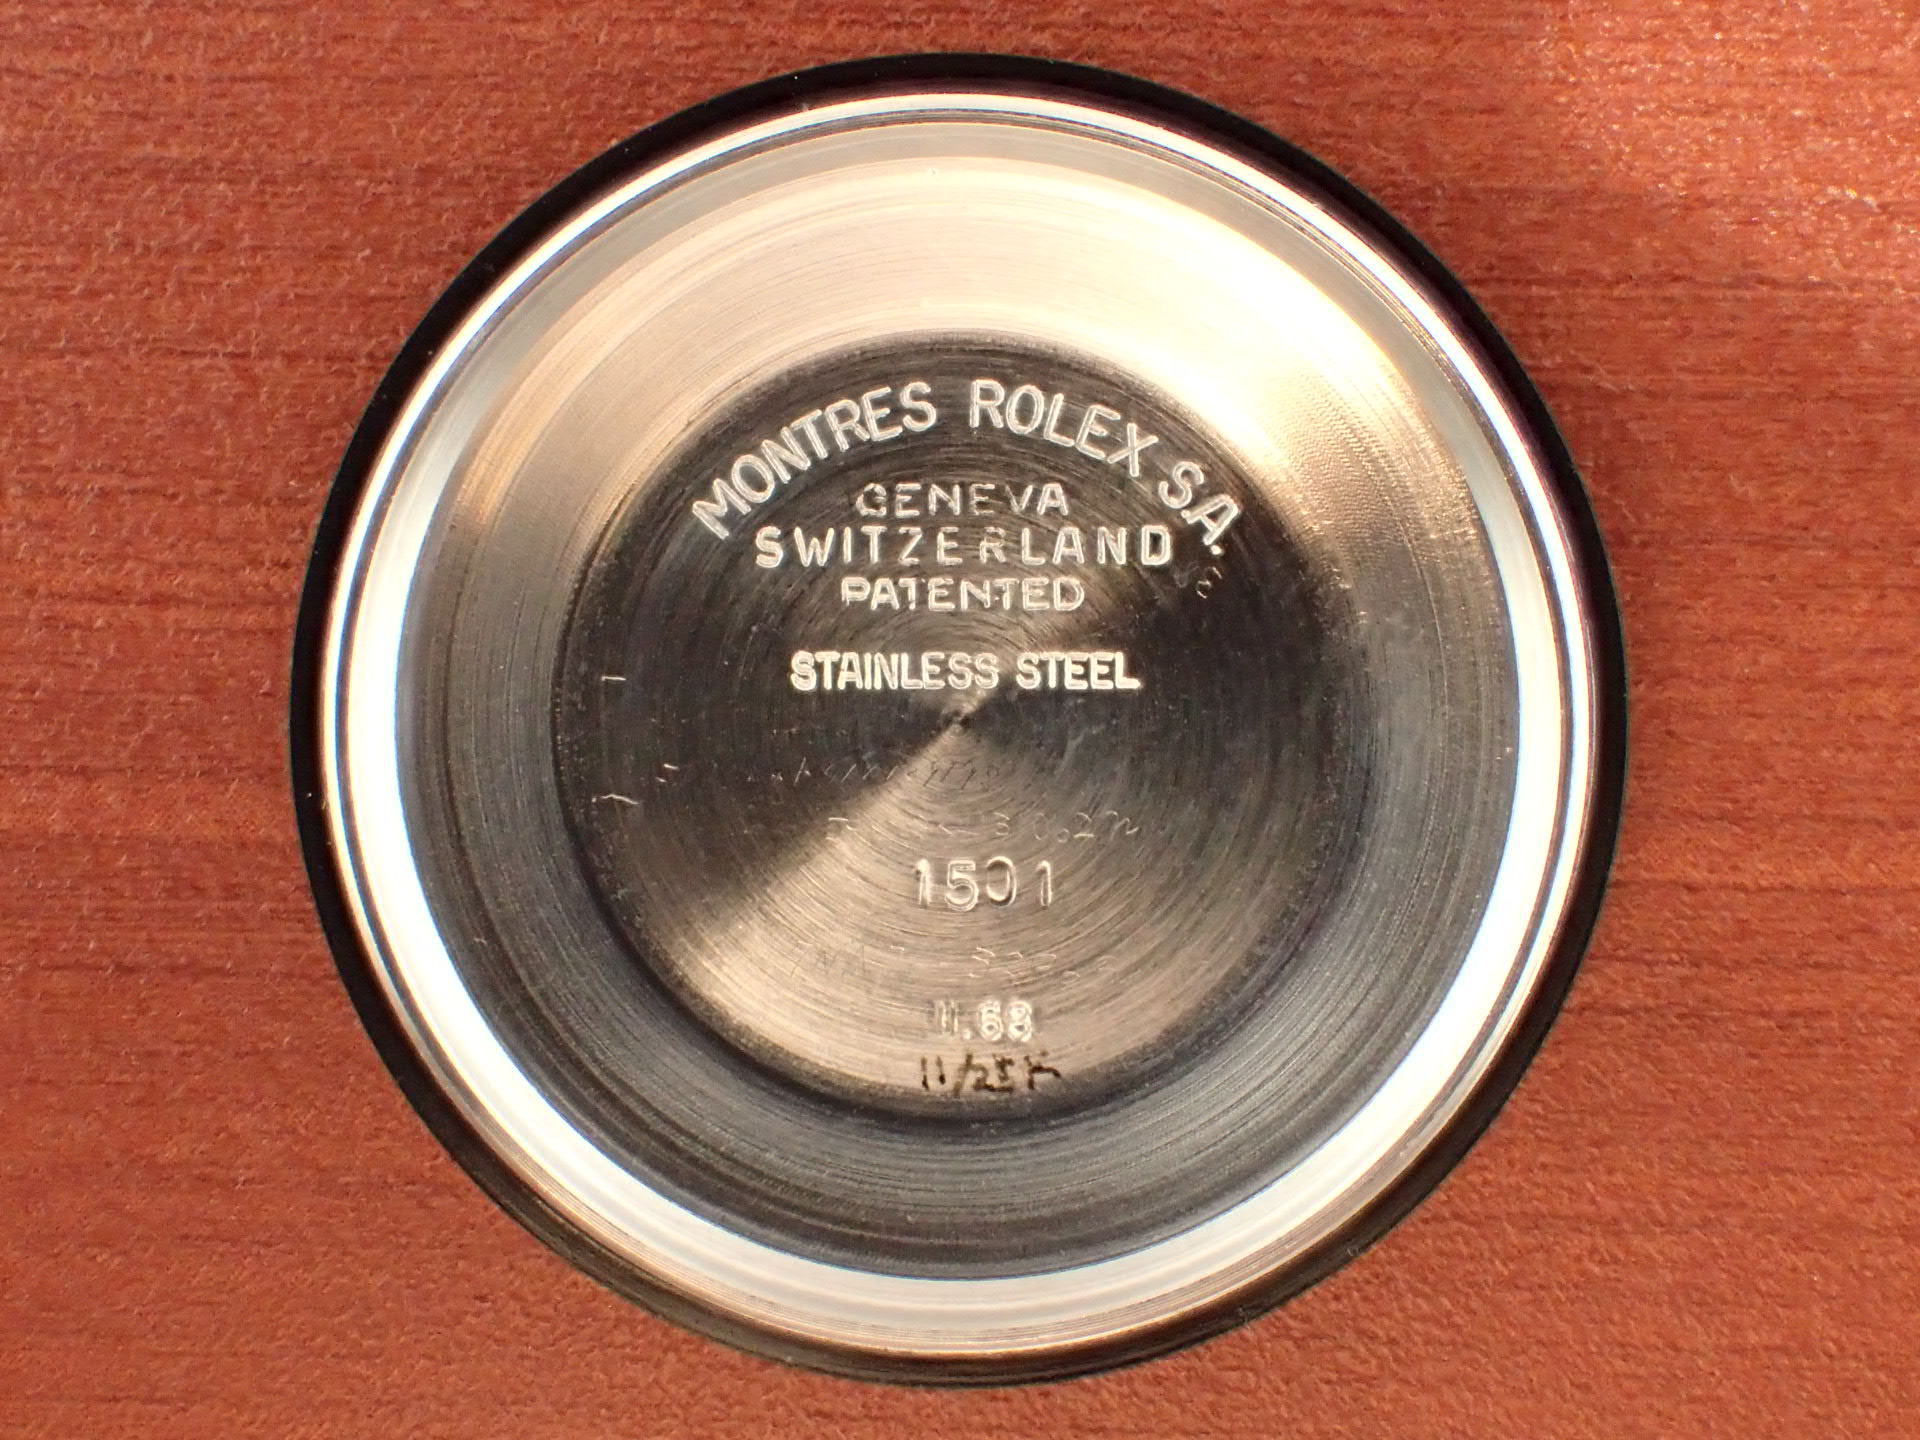 MONTRES ROLEX S.A.
GENEVA
SWITZERLAND
PATENTED
STAINLESS STEEL
1501
II.68